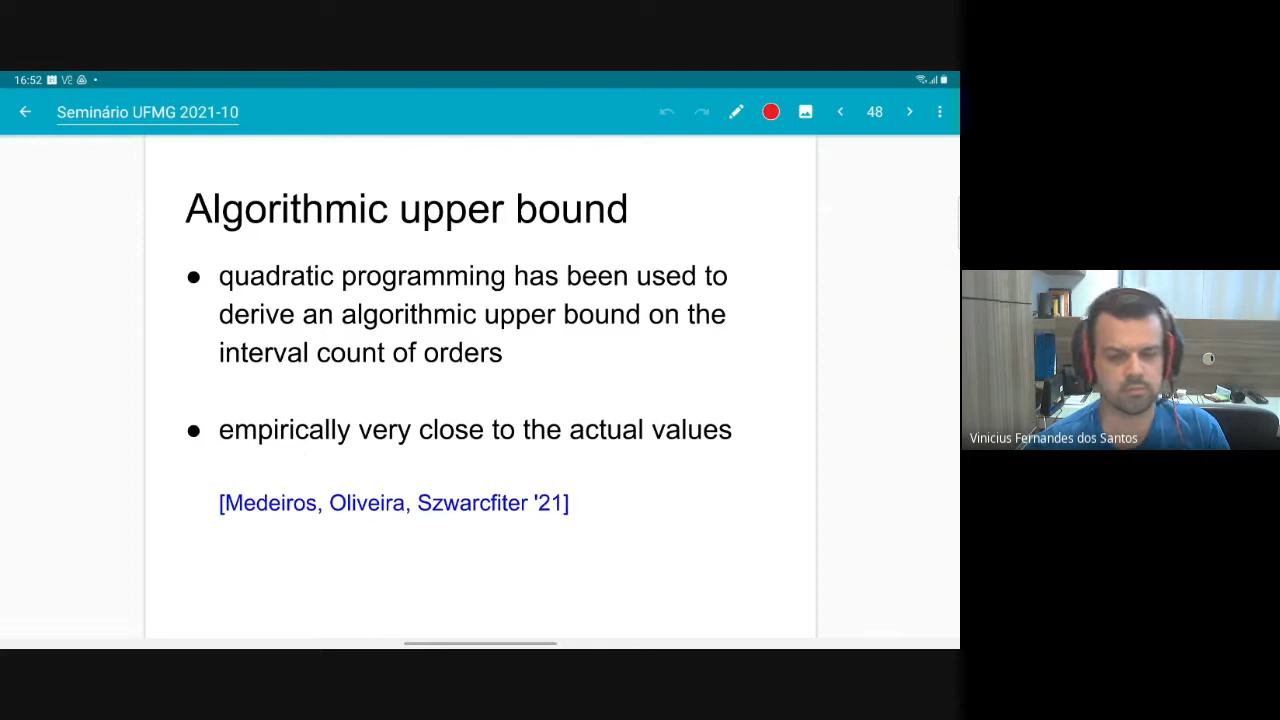 16:52
Seminário UFMG 2021-10
48
Algorithmic upper bound
● quadratic programming has been used to
derive an algorithmic upper bound on the
interval count of orders
● empirically very close to the actual values
[Medeiros, Oliveira, Szwarcfiter '21]
Vinicius Fernandes dos Santos